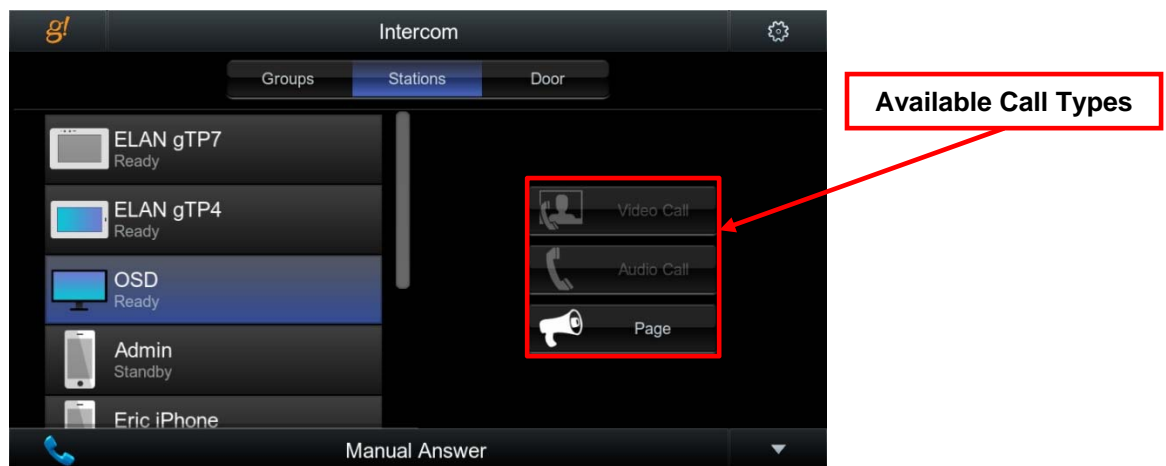 g!
Intercom
Groups
Stations
Door
Available Call Types
ELAN gTP7
Ready
ELAN gTP4
Ready
OSD
Ready
Admin
Standby
Eric iPhone
Video Call
Audio Call
Page
Manual Answer